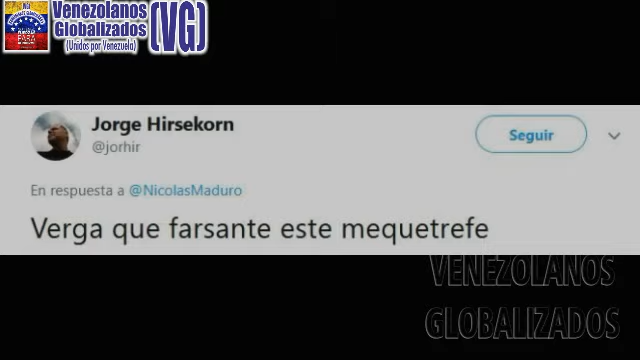 Venezolanos
Globalizados
(Unidos por Venezuela)
(VG)
Jorge Hirsekorn
@jorhir
Seguir
En respuesta a @NicolasMaduro
Verga que farsante este mequetrefe
VENEZOLANOS
GLOBALIZADOS